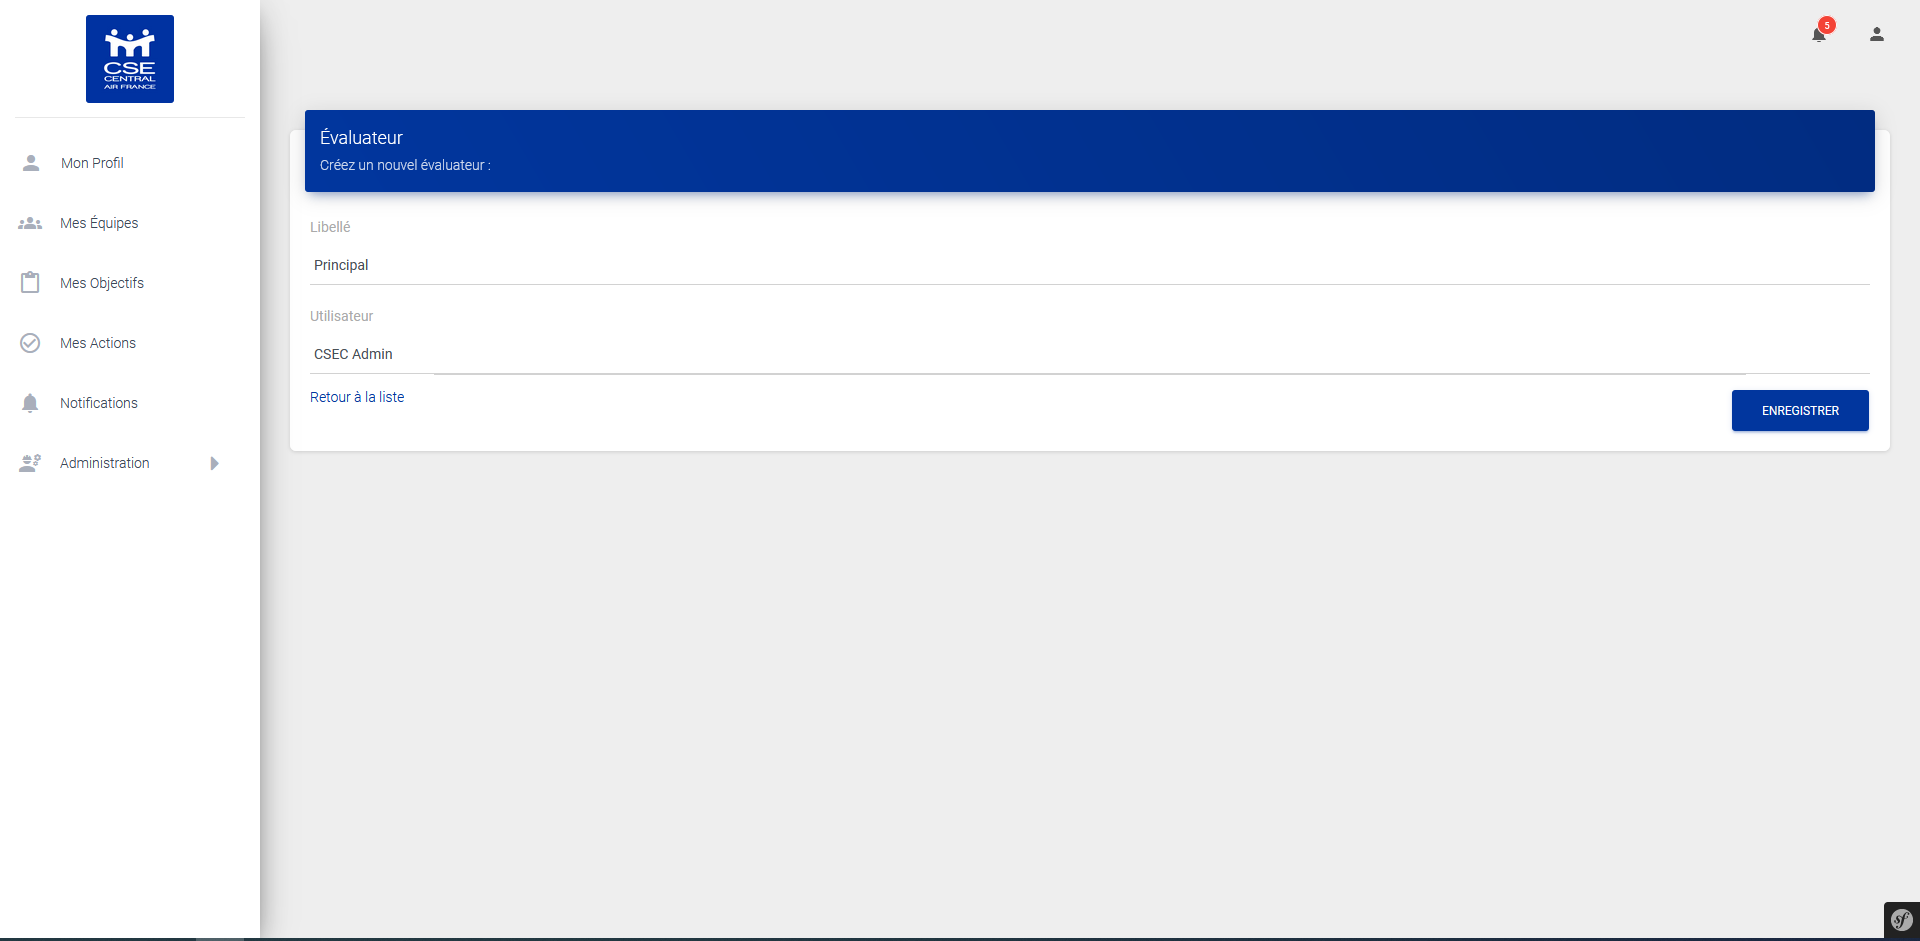 CSE
CENTRAL
AIR FRANCE
5
Mon Profil
Mes Équipes
Mes Objectifs
Mes Actions
Notifications
Administration
Évaluateur
Créez un nouvel évaluateur :
Libellé
Principal
Utilisateur
CSEC Admin
Retour à la liste
ENREGISTRER
sf